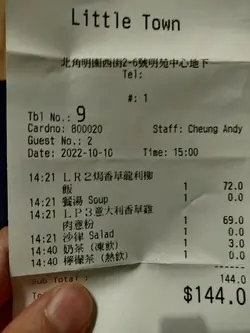 Little Town
北角明園西街2-6號明苑中心地下
Tel:
#: 1
Tbl No.: 9
Cardno: 800020
Staff: Cheung Andy
Guest No.: 2
Date: 2022-10-10
Time: 15:00
14:21 LR2焗香草龍利柳飯 1 72.0
14:21 餐湯 Soup 1 0.0
14:21 LP3意大利香草雞肉意粉 1 69.0
14:21 沙律 Salad 1 0.0
14:40 奶茶 (凍飲) 1 3.0
14:40 檸檬茶 (熱飲) 1 0.0
Sub Total: 144.0
$144.0